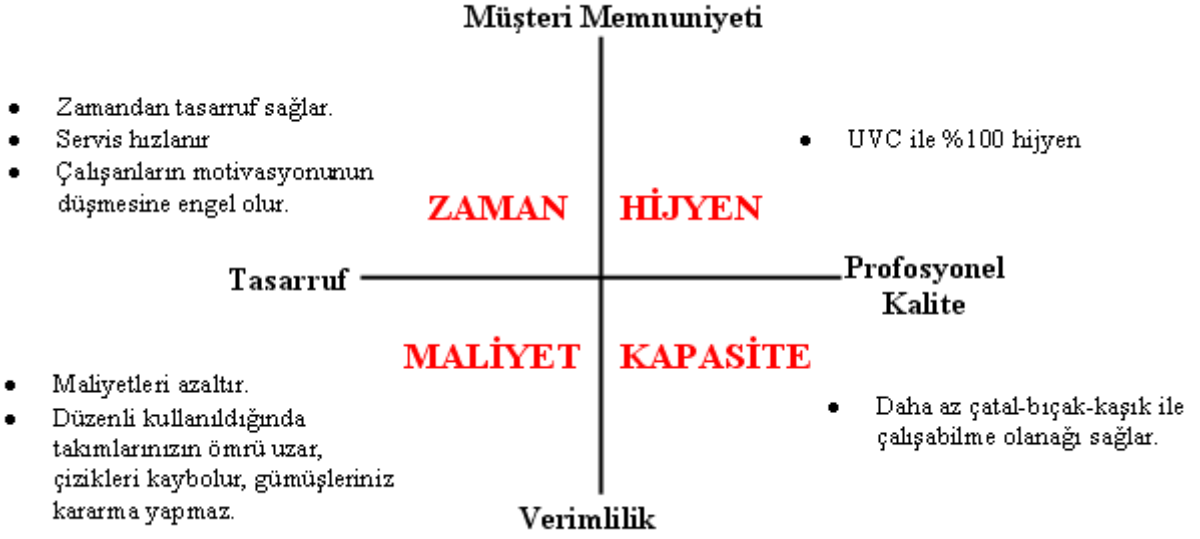 Müşteri Memnuniyeti
● Zamandan tasarruf sağlar.
● Servis hızlanır
● Çalışanların motivasyonunun
düşmesine engel olur.
● UVC ile %100 hijyen
ZAMAN
HİJYEN
Tasarruf
Profosyonel
Kalite
MALİYET
KAPASİTE
● Maliyetleri azaltır.
● Düzenli kullanıldığında
takımlarınızın ömrü uzar,
çizikleri kaybolur, gümüşleriniz
kararma yapmaz.
● Daha az çatal-bıçak-kaşık ile
çalışabilme olanağı sağlar.
Verimlilik